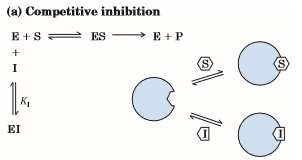 (a) Competitive inhibition
E + S ES E + P
+
I
K_I
EI
S S
I I